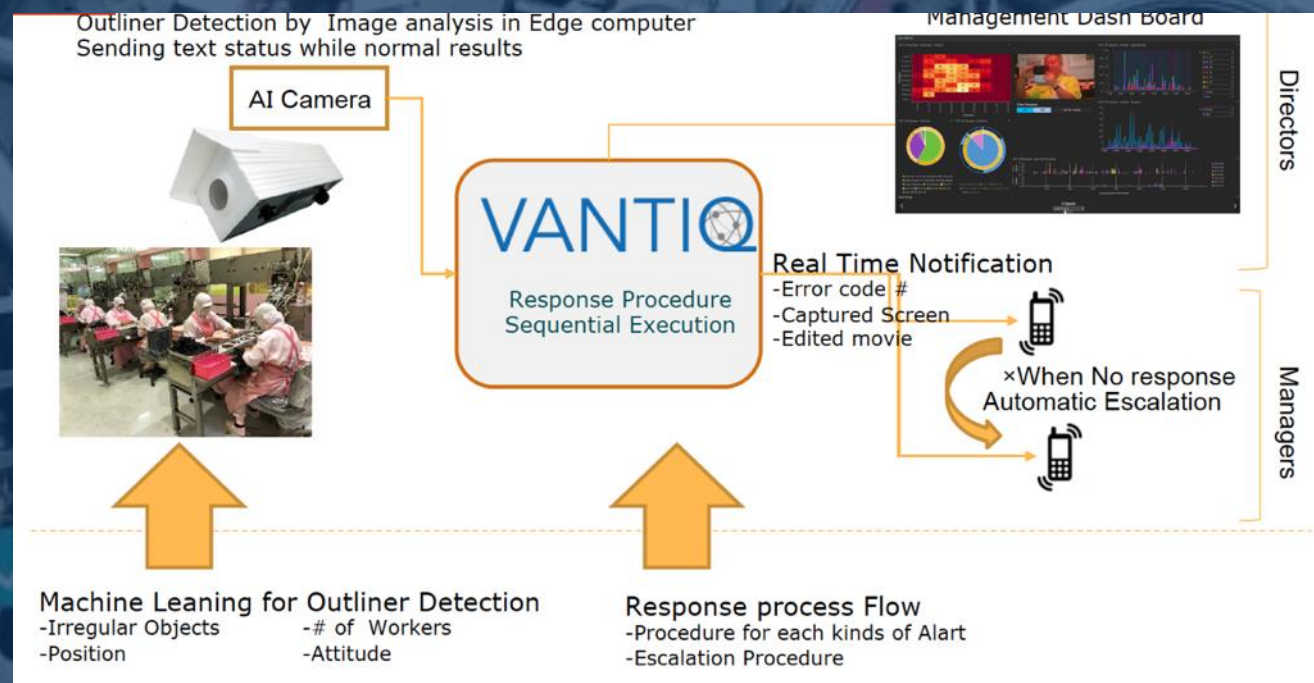 Outliner Detection by Image analysis in Edge computer
Sending text status while normal results
Management Dash Board
AI Camera
VANTIQ
Response Procedure
Sequential Execution
Real Time Notification
-Error code #
-Captured Screen
-Edited movie
×When No response
Automatic Escalation
Directors
Managers
Machine Leaning for Outliner Detection
-Irregular Objects
-# of Workers
-Position
-Attitude
Response process Flow
-Procedure for each kinds of Alart
-Escalation Procedure